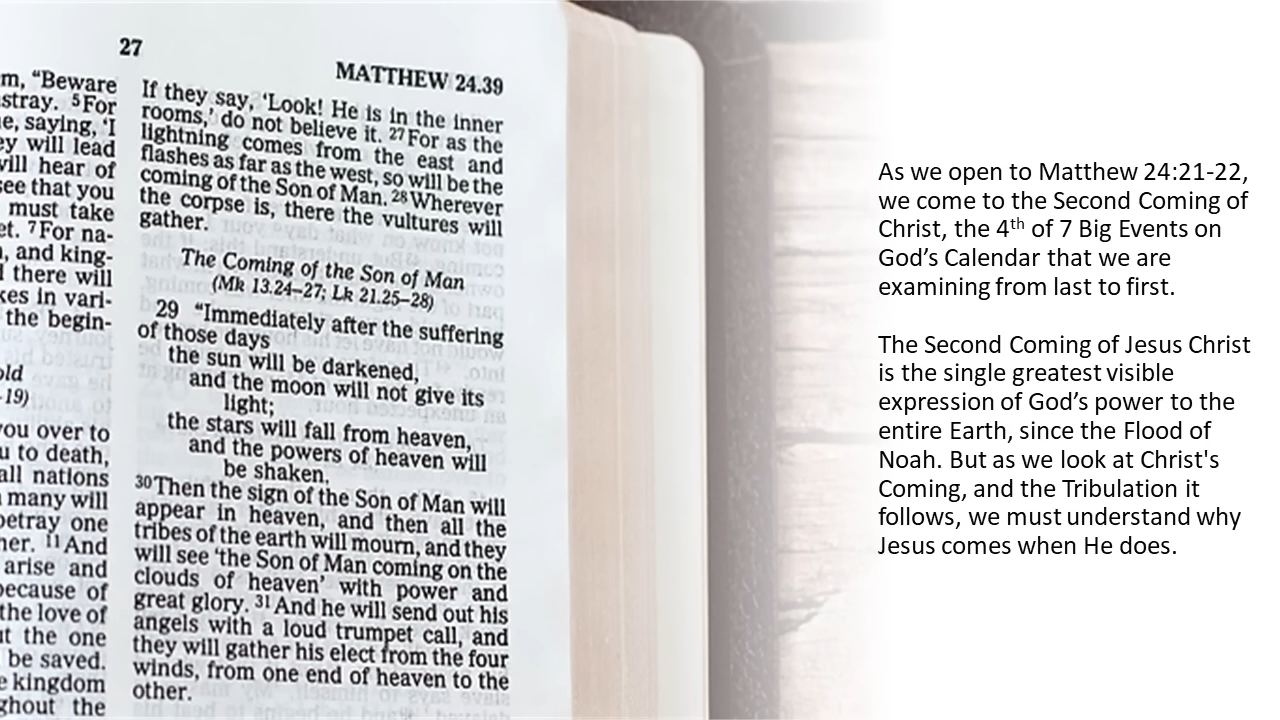 27
MATTHEW 24.39
m, “Beware
stray. ⁵For
e, saying, ‘I
ey will lead
will hear of
see that you
must take
et. ⁷For na-
, and king-
l there will
kes in vari-
the begin-
old
-19)
you over to
u to death,
all nations
many will
betray one
her. ¹¹And
arise and
because of
the love of
ut the one
be saved.
e kingdom
ghout the
If they say, ‘Look! He is in the inner
rooms,’ do not believe it. ²⁷For as the
lightning comes from the east and
flashes as far as the west, so will be the
coming of the Son of Man. ²⁸Wherever
the corpse is, there the vultures will
gather.
The Coming of the Son of Man
(Mk 13.24–27; Lk 21.25–28)
29 “Immediately after the suffering
of those days
the sun will be darkened,
and the moon will not give its
light;
the stars will fall from heaven,
and the powers of heaven will
be shaken.
³⁰Then the sign of the Son of Man will
appear in heaven, and then all the
tribes of the earth will mourn, and they
will see ‘the Son of Man coming on the
clouds of heaven’ with power and
great glory. ³¹And he will send out his
angels with a loud trumpet call, and
they will gather his elect from the four
winds, from one end of heaven to the
other.
As we open to Matthew 24:21-22,
we come to the Second Coming of
Christ, the 4th of 7 Big Events on
God’s Calendar that we are
examining from last to first.
The Second Coming of Jesus Christ
is the single greatest visible
expression of God’s power to the
entire Earth, since the Flood of
Noah. But as we look at Christ's
Coming, and the Tribulation it
follows, we must understand why
Jesus comes when He does.